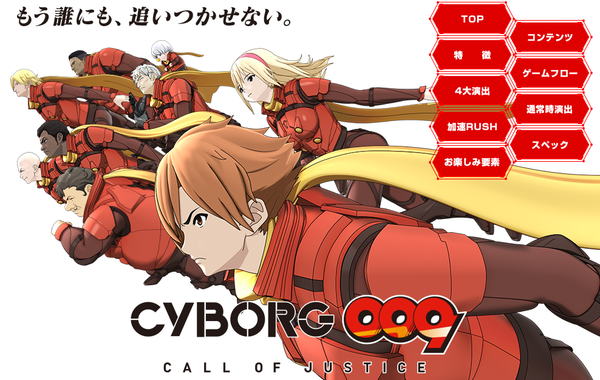 もう誰にも、追いつかせない。
TOP
コンテンツ
特 徴
ゲームフロー
4大演出
通常時演出
加速RUSH
スペック
お楽しみ要素
CYBORG 009
CALL OF JUSTICE